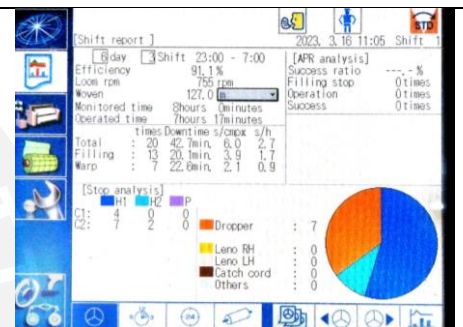 STD
[Shift report ] 2023. 3.16 11:05 Shift 1
6 day 3 Shift 23:00 - 7:00
Efficiency 91.1 %
Loom rpm 755 rpm
Woven 127.0 m
Monitored time 8hours 0minutes
Operated time 7hours 17minutes
times Downtime s/cmpx s/h
Total : 20 42.7min. 6.0 2.7
Filling : 13 20.1min. 3.9 1.7
Warp : 7 22.6min. 2.1 0.9
[APR analysis]
Success ratio ---.- %
Filling stop 0times
Operation 0times
Success 0times
[Stop analysis]
H1 H2 P
C1: 4 0 0
C2: 7 2 0
Dropper : 7
Leno RH : 0
Leno LH : 0
Catch cord : 0
Others : 0